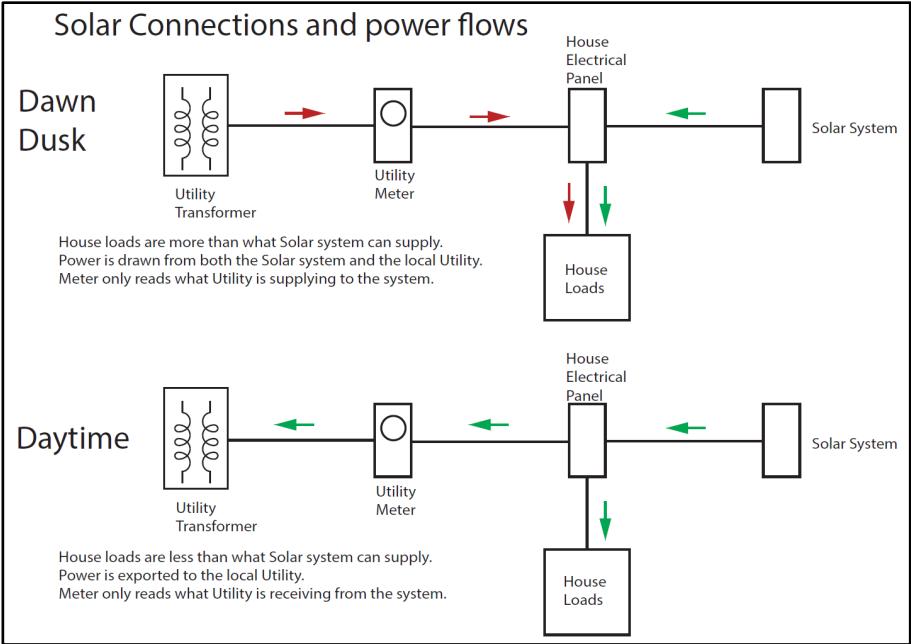 Solar Connections and power flows
Dawn
Dusk
House
Electrical
Panel
Solar System
Utility
Meter
Utility
Transformer
House
Loads
House loads are more than what Solar system can supply.
Power is drawn from both the Solar system and the local Utility.
Meter only reads what Utility is supplying to the system.
Daytime
House
Electrical
Panel
Solar System
Utility
Meter
Utility
Transformer
House
Loads
House loads are less than what Solar system can supply.
Power is exported to the local Utility.
Meter only reads what Utility is receiving from the system.